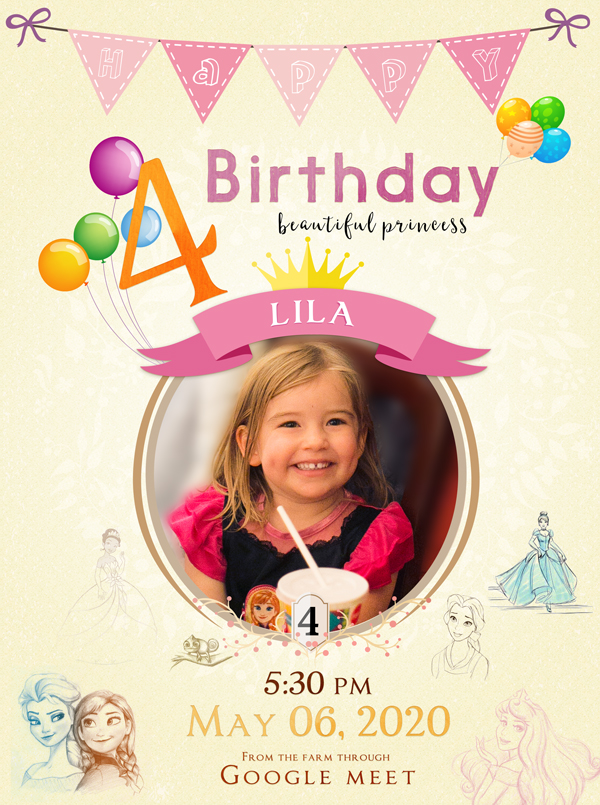 HaPPY
4 Birthday
beautiful princess
LILA
4
5:30 PM
May 06, 2020
From the farm through
Google meet